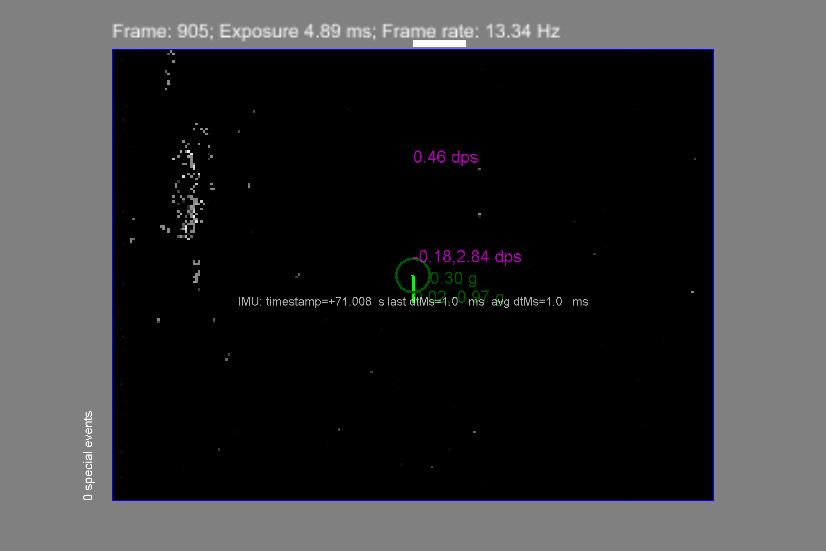 Frame: 905; Exposure 4.89 ms; Frame rate: 13.34 Hz
0.46 dps
-0.18,2.84 dps
0.30 g
IMU: timestamp=+71.008 s last dtMs=1.0 ms avg dtMs=1.0 ms
0 special events